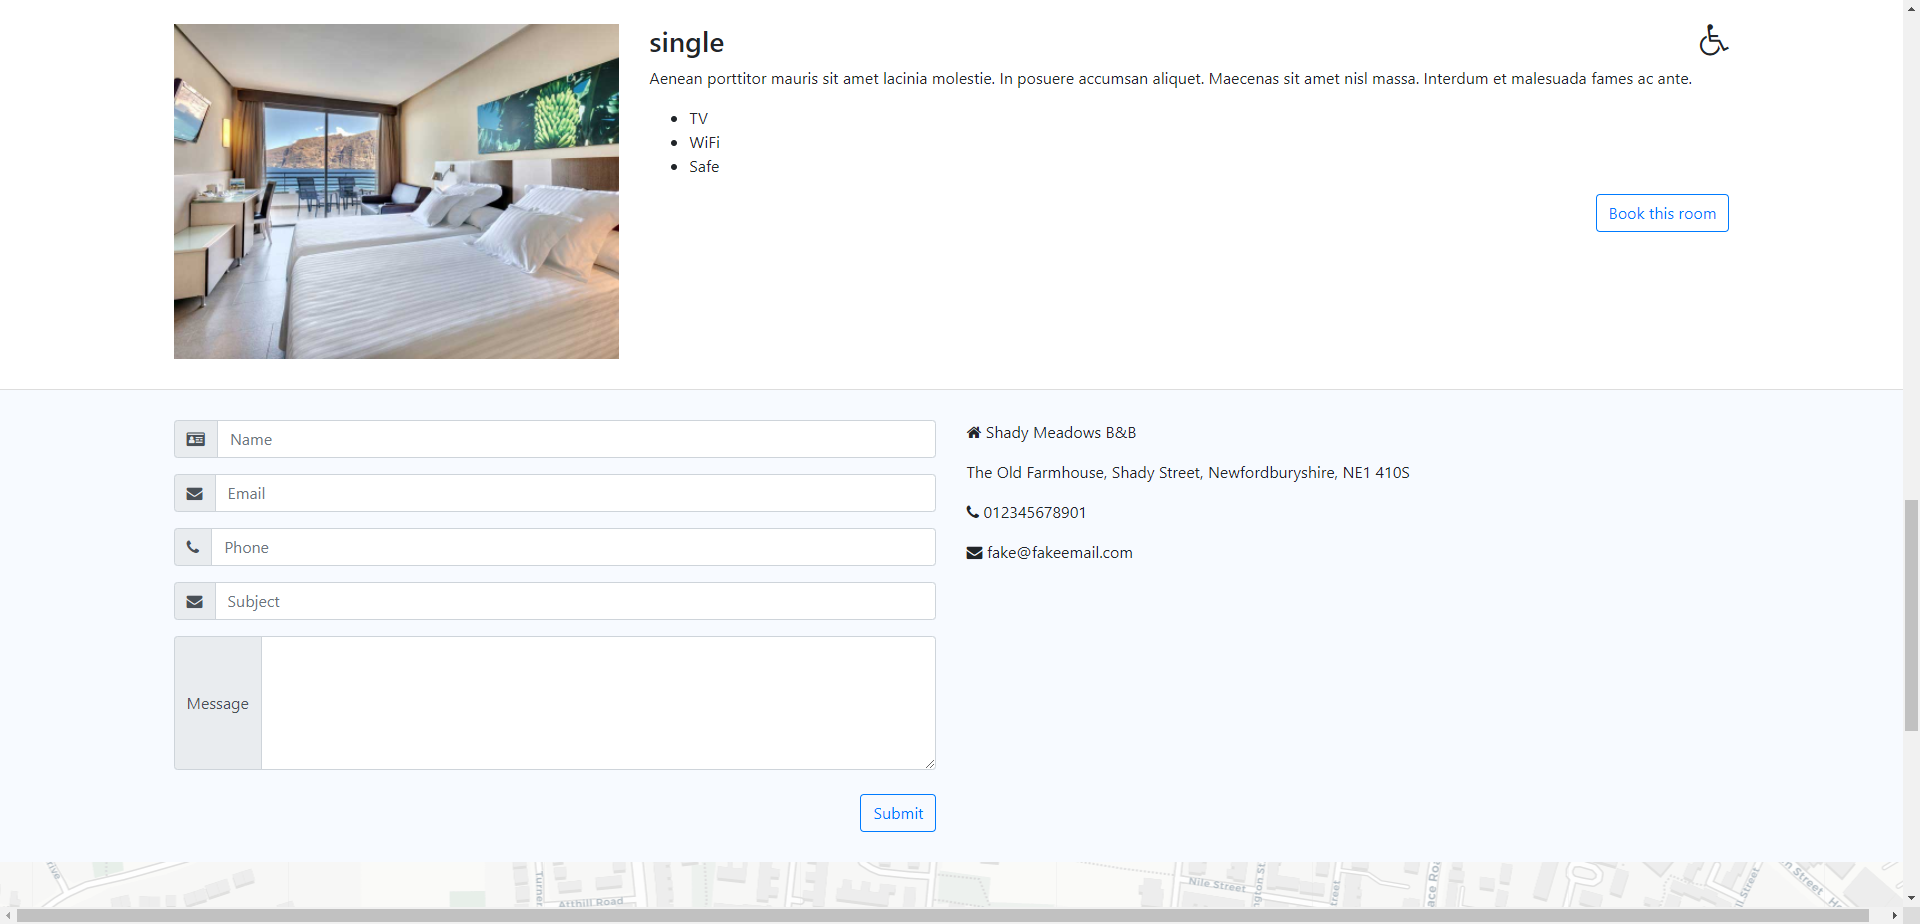 single
Aenean porttitor mauris sit amet lacinia molestie. In posuere accumsan aliquet. Maecenas sit amet nisl massa. Interdum et malesuada fames ac ante.
TV
WiFi
Safe
Book this room
Name
Email
Phone
Subject
Message
Submit
Shady Meadows B&B
The Old Farmhouse, Shady Street, Newfordburyshire, NE1 410S
012345678901
fake@fakeemail.com
Nile Street
Atthill Road